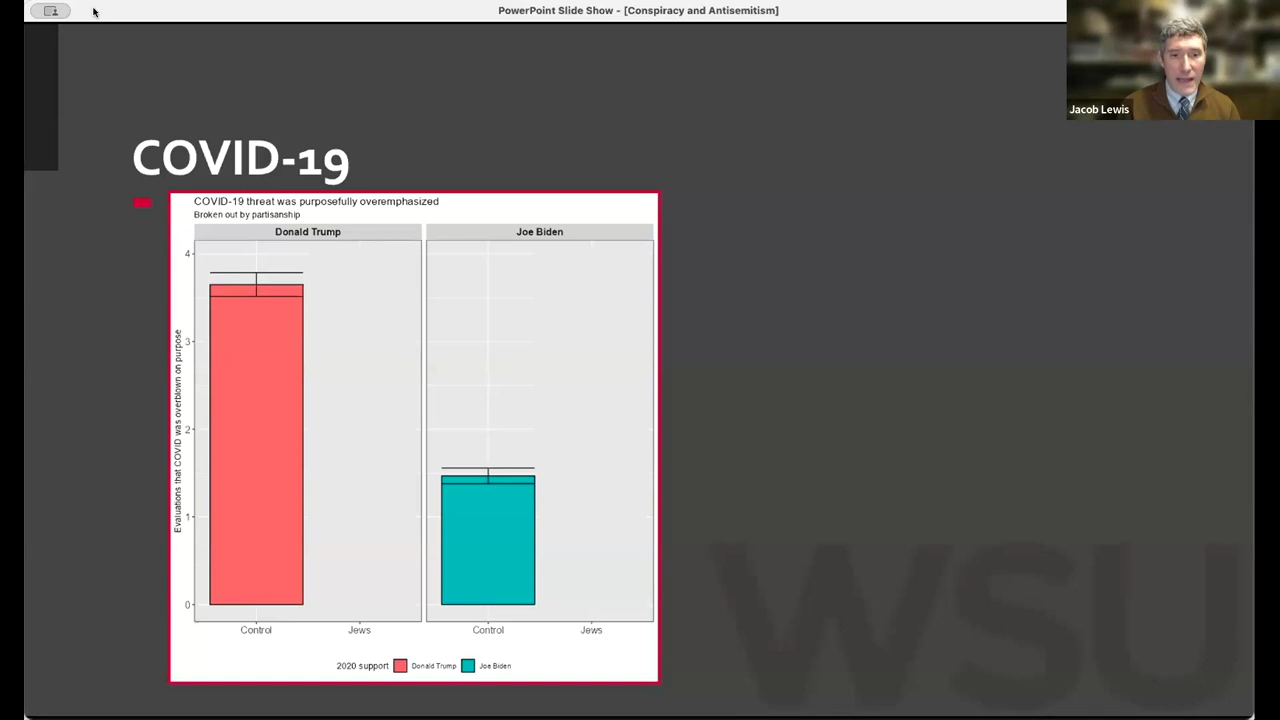 PowerPoint Slide Show - [Conspiracy and Antisemitism]
Jacob Lewis
COVID-19
COVID-19 threat was purposefully overemphasized
Broken out by partisanship
Donald Trump
Joe Biden
Evaluations that COVID was overblown on purpose
4
3
2
1
0
Control
Jews
Control
Jews
2020 support
Donald Trump
Joe Biden
WSU